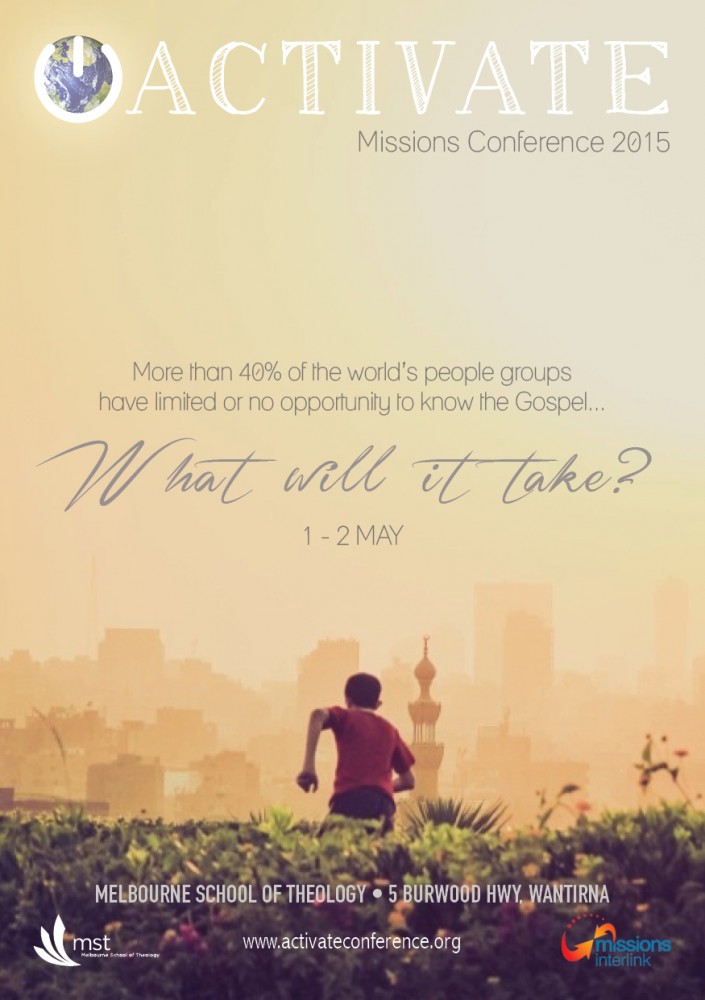 ACTIVATE
Missions Conference 2015
More than 40% of the world's people groups
have limited or no opportunity to know the Gospel...
What will it take?
1 - 2 MAY
MELBOURNE SCHOOL OF THEOLOGY • 5 BURWOOD HWY, WANTIRNA
mst
Melbourne School of Theology
www.activateconference.org
missions
interlink